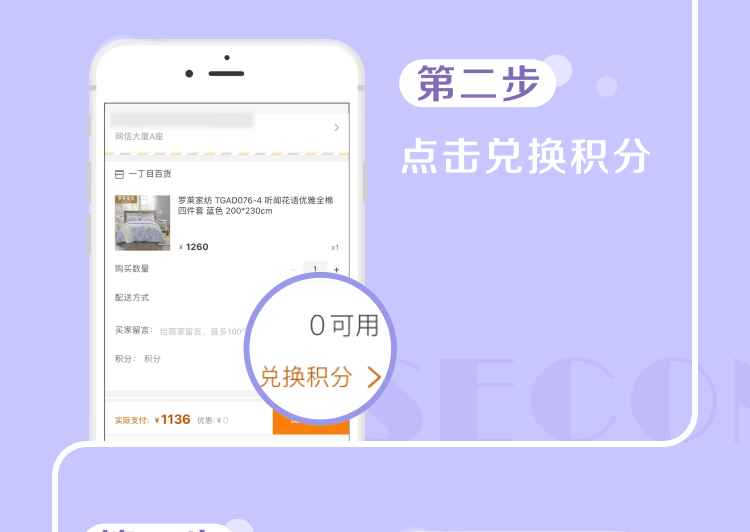 第二步
点击兑换积分
网信大厦A座
一丁目百货
罗莱家纺 TGAD076-4 听闻花语优雅全棉
四件套 蓝色 200*230cm
¥ 1260
x1
购买数量
- 1 +
配送方式
买家留言: 给商家留言，最多100
积分: 积分
0可用
兑换积分
实际支付: ¥1136 优惠: ¥0
SECON